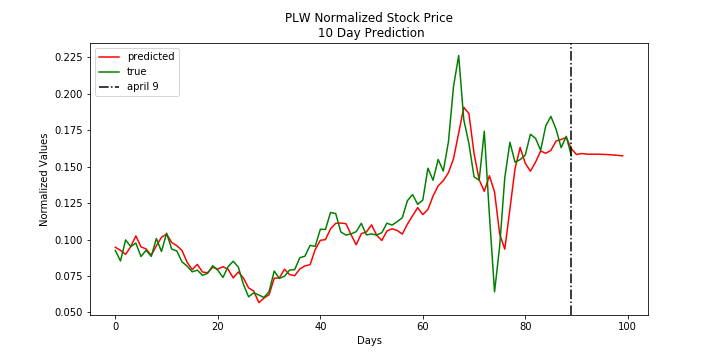 PLW Normalized Stock Price
10 Day Prediction
predicted
true
april 9
0.225
0.200
0.175
0.150
0.125
0.100
0.075
0.050
Normalized Values
0 20 40 60 80 100
Days